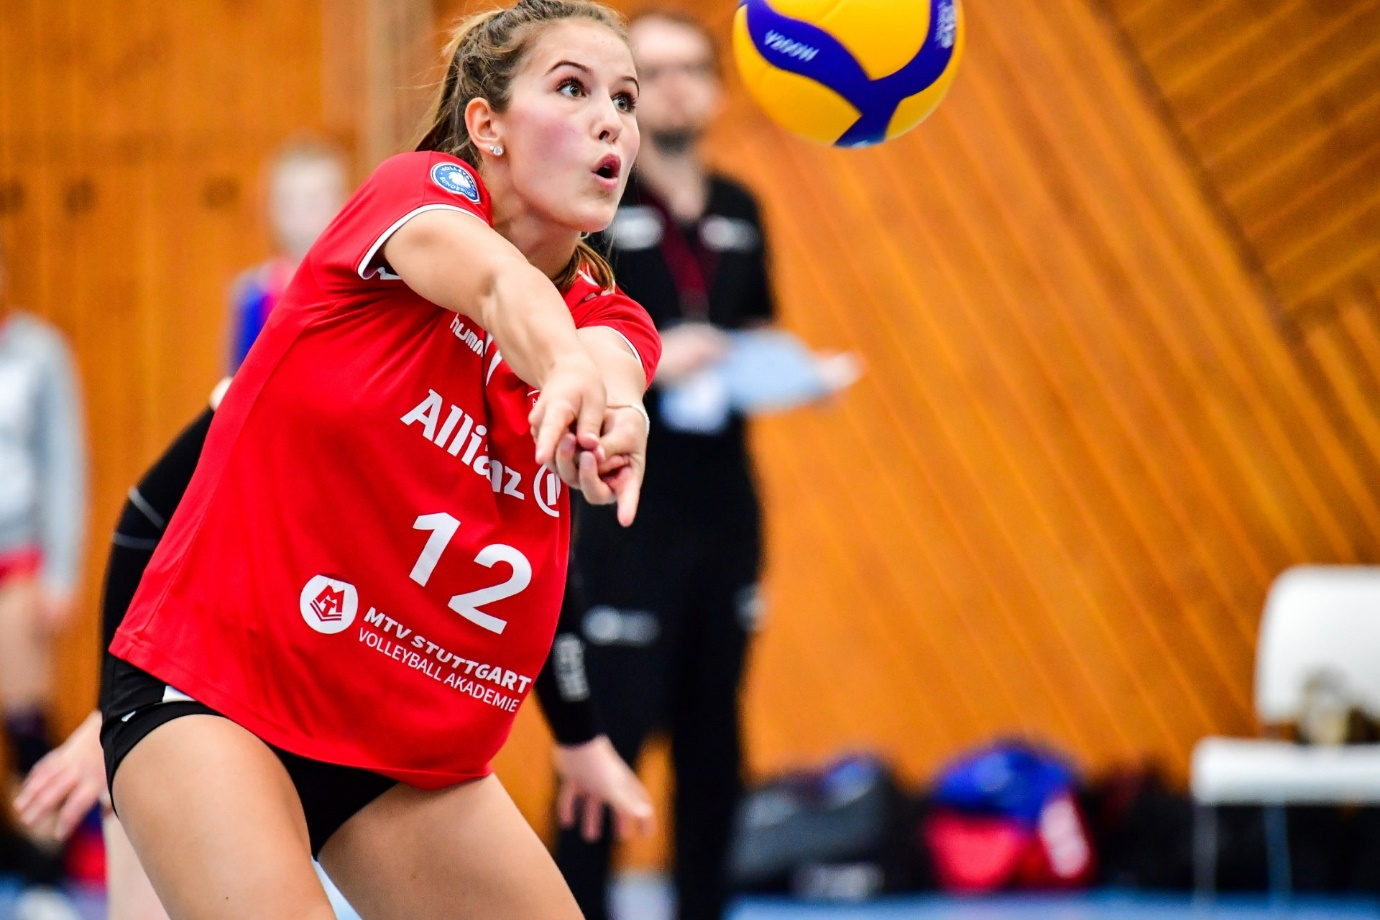 V200W
Allianz
12
MTV STUTTGART
VOLLEYBALL AKADEMIE